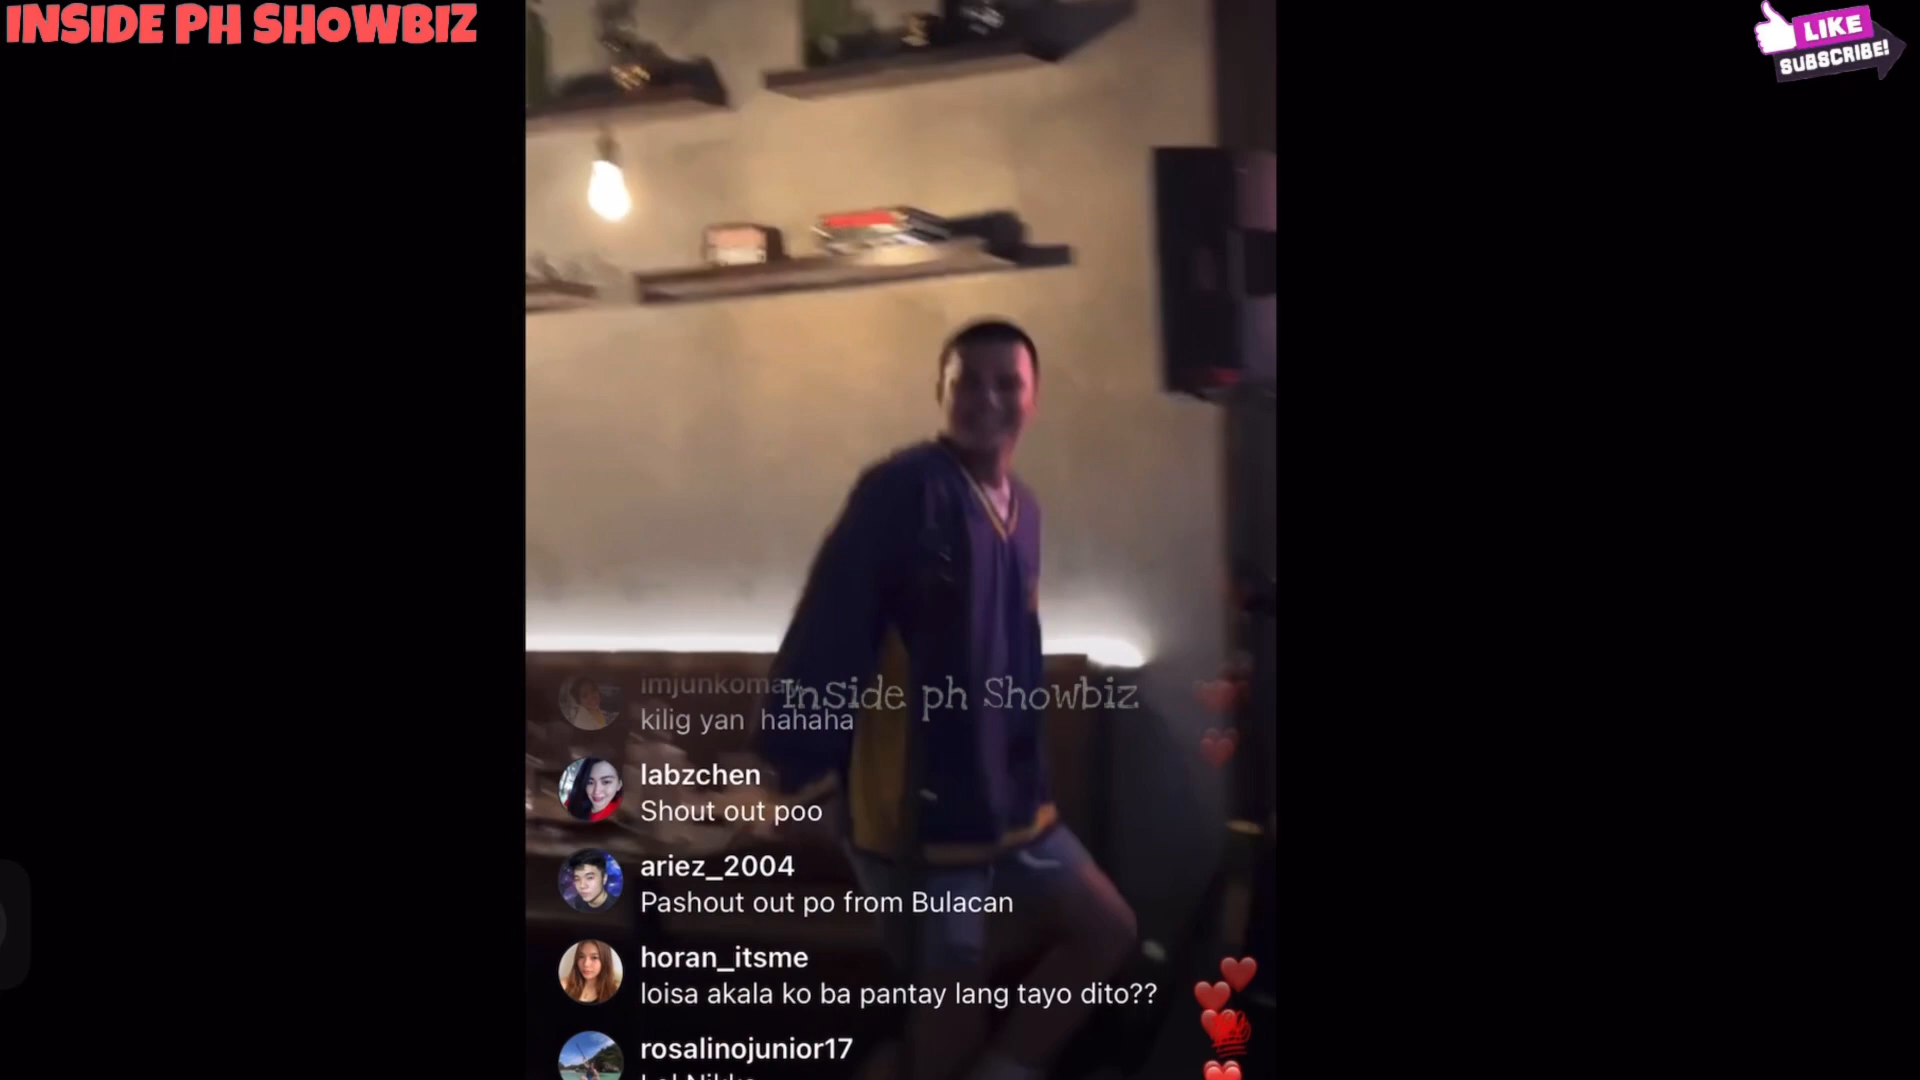 INSIDE PH SHOWBIZ
LIKE
SUBSCRIBE!
Inside ph Showbiz
kilig yan hahaha
labzchen
Shout out poo
ariez_2004
Pashout out po from Bulacan
horan_itsme
loisa akala ko ba pantay lang tayo dito??
rosalinojunior17